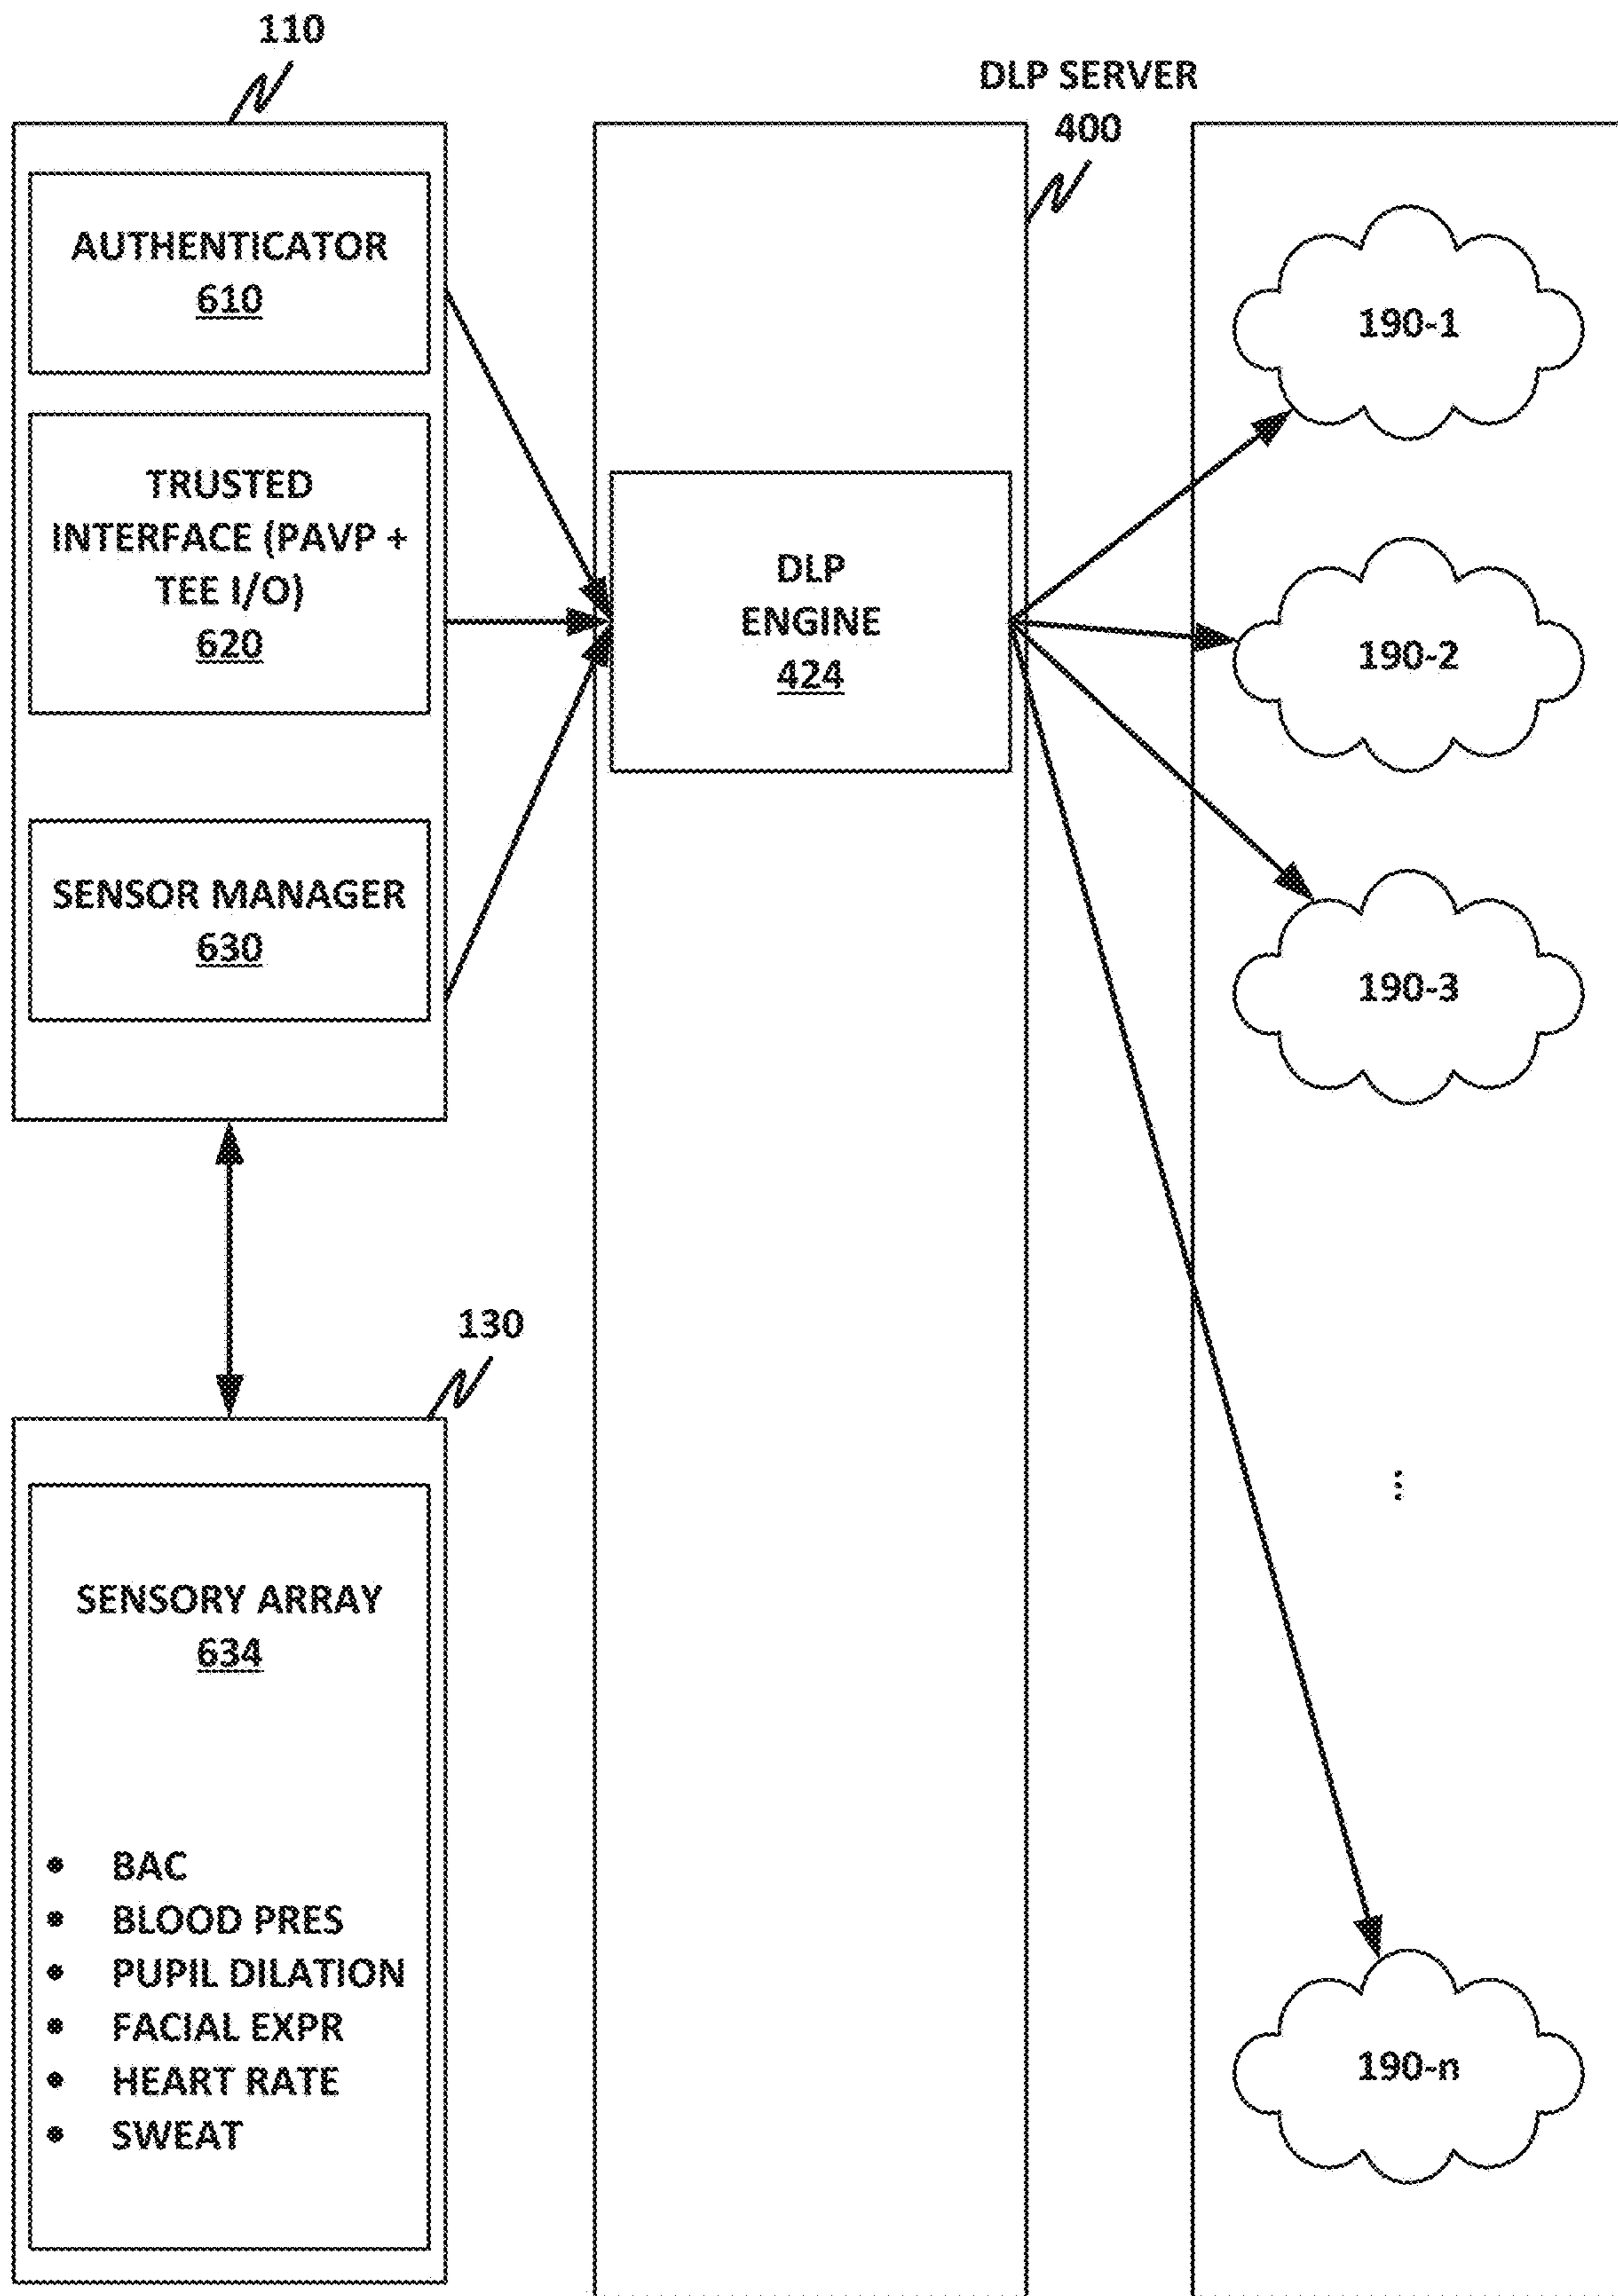 110
DLP SERVER
400
AUTHENTICATOR
610
TRUSTED
INTERFACE (PAVP +
TEE I/O)
620
SENSOR MANAGER
630
DLP
ENGINE
424
190-1
190-2
190-3
...
190-n
130
SENSORY ARRAY
634
• BAC
• BLOOD PRES
• PUPIL DILATION
• FACIAL EXPR
• HEART RATE
• SWEAT